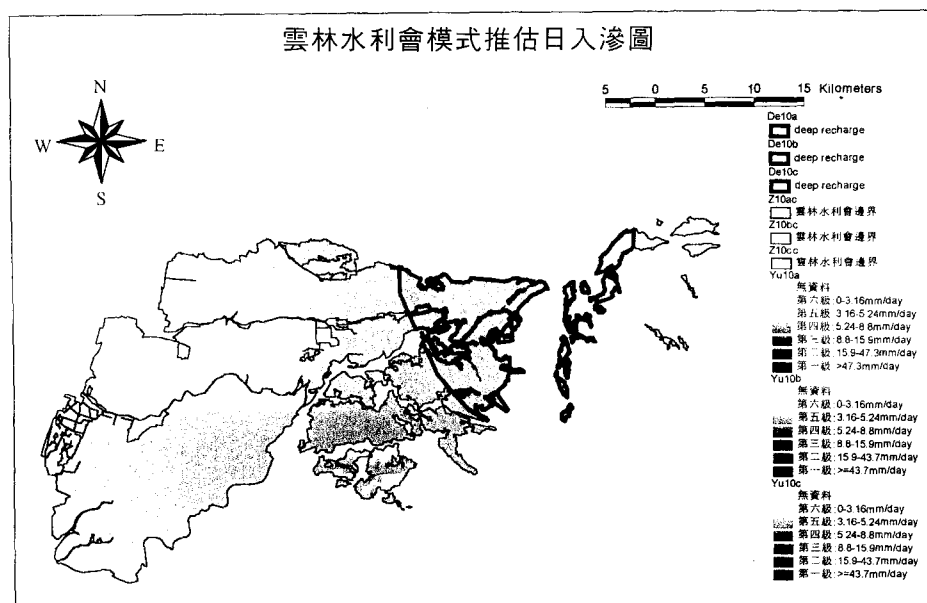 雲林水利會模式推估日入滲圖
N
W
E
S
5 0 5 10 15 Kilometers
De10a
deep recharge
De10b
deep recharge
De10c
deep recharge
Z10ac
雲林水利會邊界
Z10bc
雲林水利會邊界
Z10cc
雲林水利會邊界
Yu10a
無資料
第六級:0-3.16mm/day
第五級:3.16-5.24mm/day
第四級:5.24-8.8mm/day
第三級:8.8-15.9mm/day
第二級:15.9-47.3mm/day
第一級:>47.3mm/day
Yu10b
無資料
第六級:0-3.16mm/day
第五級:3.16-5.24mm/day
第四級:5.24-8.8mm/day
第三級:8.8-15.9mm/day
第二級:15.9-43.7mm/day
第一級:>=43.7mm/day
Yu10c
無資料
第六級:0-3.16mm/day
第五級:3.16-5.24mm/day
第四級:5.24-8.8mm/day
第三級:8.8-15.9mm/day
第二級:15.9-43.7mm/day
第一級:>=43.7mm/day